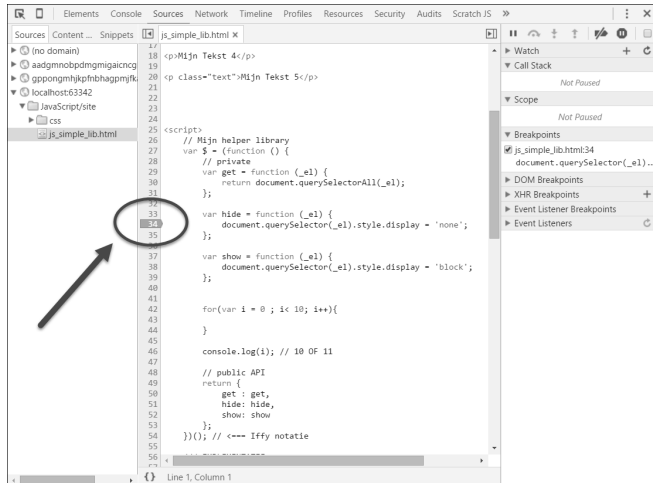 Elements Console Sources Network Timeline Profiles Resources Security Audits Scratch JS »
Sources Content ... Snippets js_simple_lib.html ×
(no domain)
aadgmnobpdmgmigaicncg
gppongmhjkpfnbhagpmjfk
localhost:63342
JavaScript/site
css
js_simple_lib.html
17
18 <p>Mijn Tekst 4</p>
19
20 <p class="text">Mijn Tekst 5</p>
21
22
23
24
25 <script>
26 // Mijn helper library
27 var $ = (function () {
28 // private
29 var get = function (_el) {
30 return document.querySelectorAll(_el);
31 };
32
33 var hide = function (_el) {
34 document.querySelector(_el).style.display = 'none';
35 };
36
37 var show = function (_el) {
38 document.querySelector(_el).style.display = 'block';
39 };
40
41
42 for(var i = 0 ; i< 10; i++){
43
44 }
45
46 console.log(i); // 10 OF 11
47
48 // public API
49 return {
50 get : get,
51 hide: hide,
52 show: show
53 };
54 })(); // <=== Iffy notatie
55
56
57
{} Line 1, Column 1
Watch
Call Stack
Not Paused
Scope
Not Paused
Breakpoints
js_simple_lib.html:34
document.querySelector(_el)..
DOM Breakpoints
XHR Breakpoints
Event Listener Breakpoints
Event Listeners